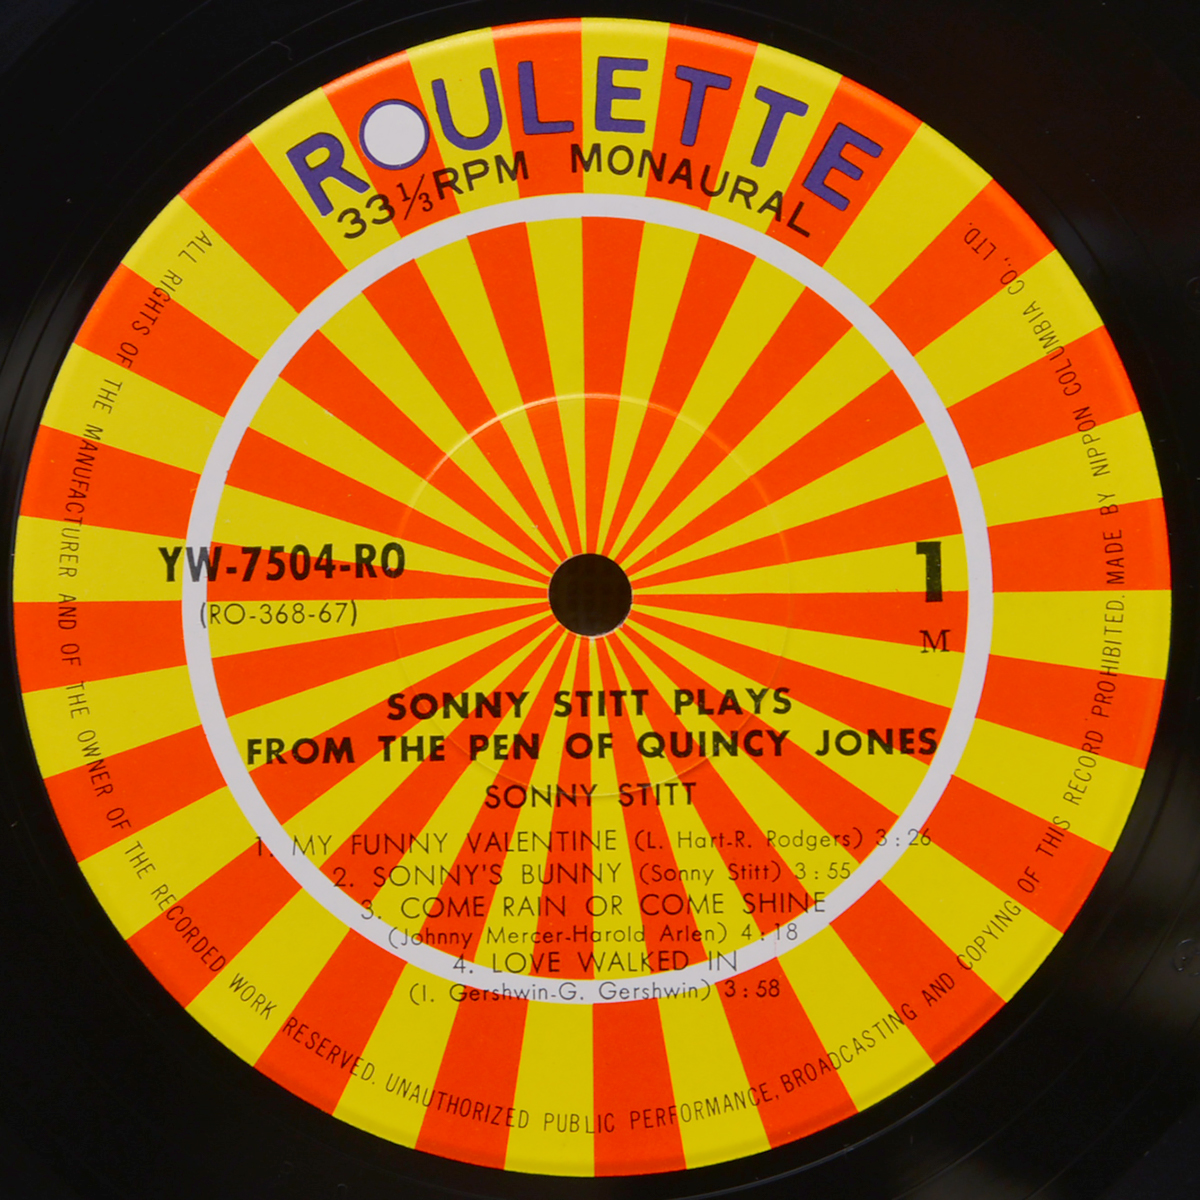 ROULETTE
33 1/3 RPM MONAURAL
YW-7504-RO
(RO-368-67)
1
M
SONNY STITT PLAYS
FROM THE PEN OF QUINCY JONES
SONNY STITT
1. MY FUNNY VALENTINE (L. Hart-R. Rodgers) 3:26
2. SONNY'S BUNNY (Sonny Stitt) 3:55
3. COME RAIN OR COME SHINE
(Johnny Mercer-Harold Arlen) 4:18
4. LOVE WALKED IN
(I. Gershwin-G. Gershwin) 3:58
ALL RIGHTS OF THE MANUFACTURER AND OF THE OWNER OF THE RECORDED WORK RESERVED. UNAUTHORIZED PUBLIC PERFORMANCE, BROADCASTING AND COPYING OF THIS RECORD PROHIBITED. MADE BY NIPPON COLUMBIA CO., LTD.